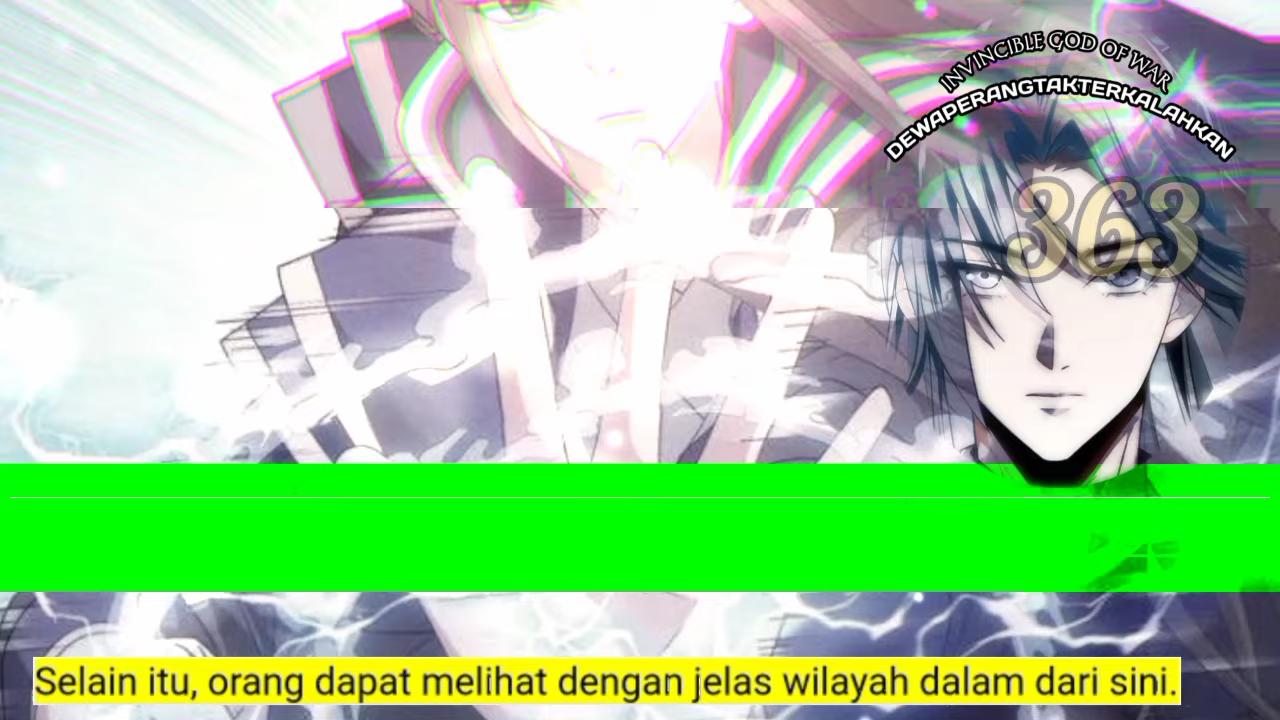 INVINCIBLE GOD OF WAR
DEWAPERANGTAKTERKALAHKAN
363
Selain itu, orang dapat melihat dengan jelas wilayah dalam dari sini.